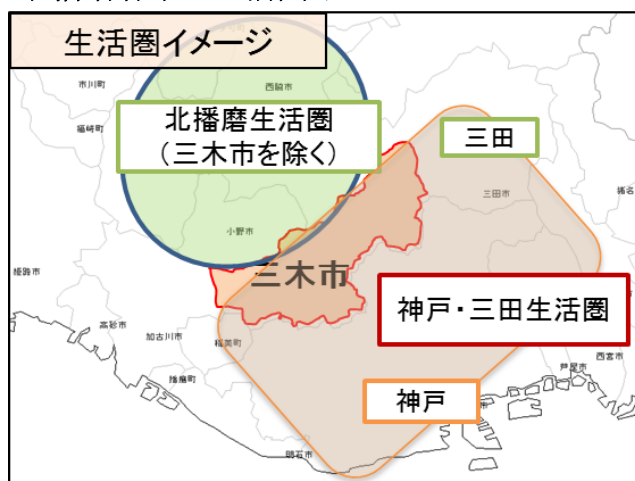 生活圏イメージ
市川町
西脇市
福崎町
北播磨生活圏
(三木市を除く)
三田
三田市
小野市
三木市
姫路市
神戸・三田生活圏
高砂市
加古川市
稲美町
播磨町
西宮市
芦屋市
神戸
明石市